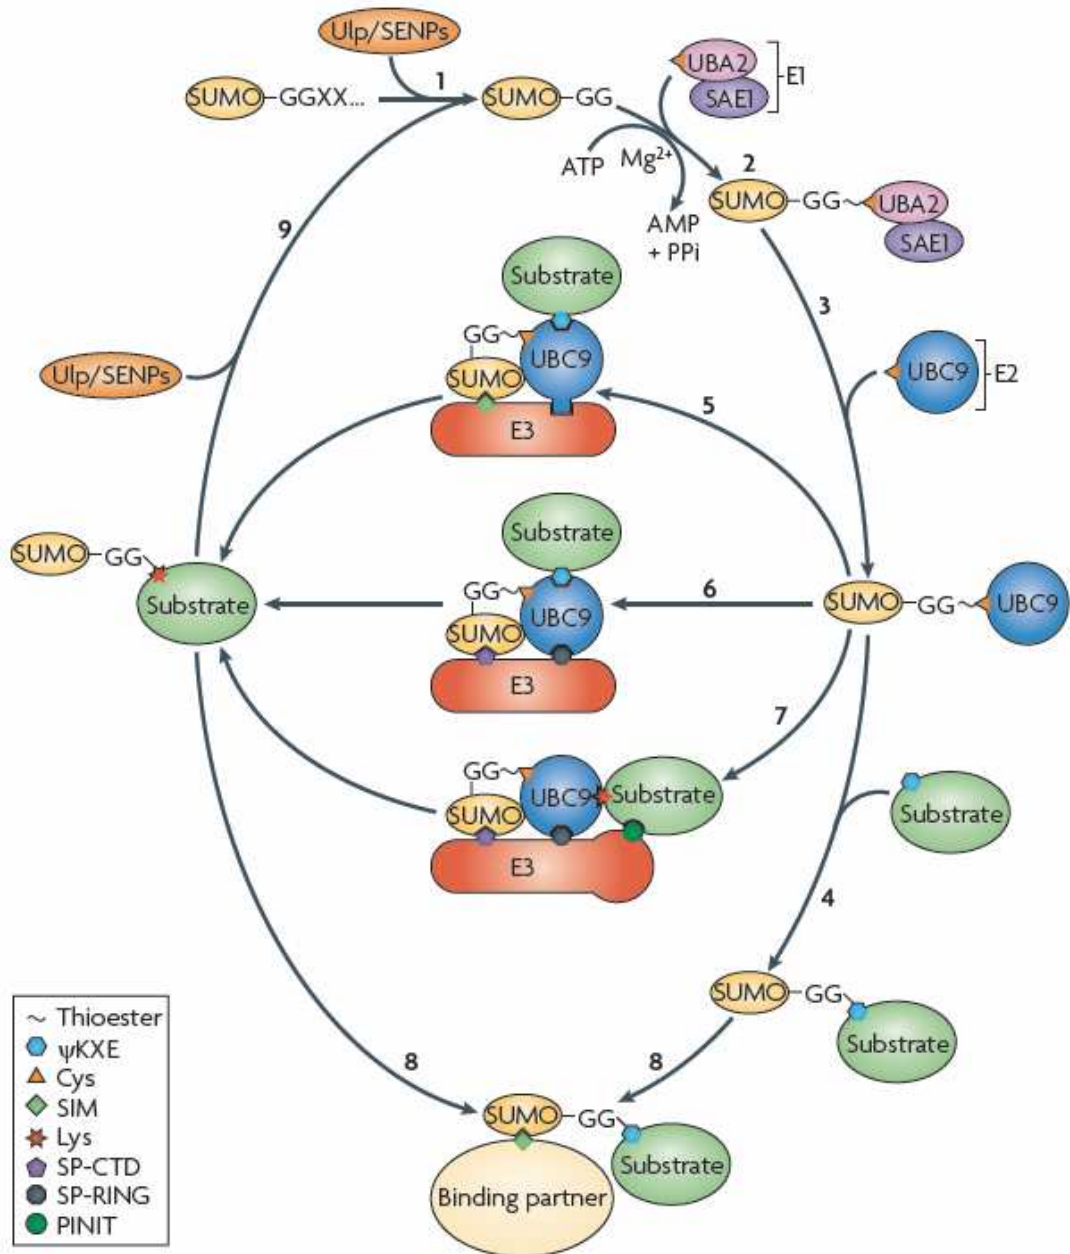 Ulp/SENPs
1
SUMO–GGXX...
SUMO–GG
UBA2
SAE1
E1
ATP
Mg²⁺
AMP
+ PPi
2
SUMO–GG~UBA2
SAE1
9
3
Substrate
GG~
UBC9
SUMO
E3
Ulp/SENPs
UBC9
E2
5
Substrate
GG~
UBC9
SUMO
E3
6
SUMO–GG~UBC9
SUMO–GG
Substrate
7
GG~
UBC9
Substrate
SUMO
E3
Substrate
4
SUMO–GG
Substrate
8
8
SUMO–GG
Substrate
Binding partner
~ Thioester
ψKXE
Cys
SIM
Lys
SP-CTD
SP-RING
PINIT